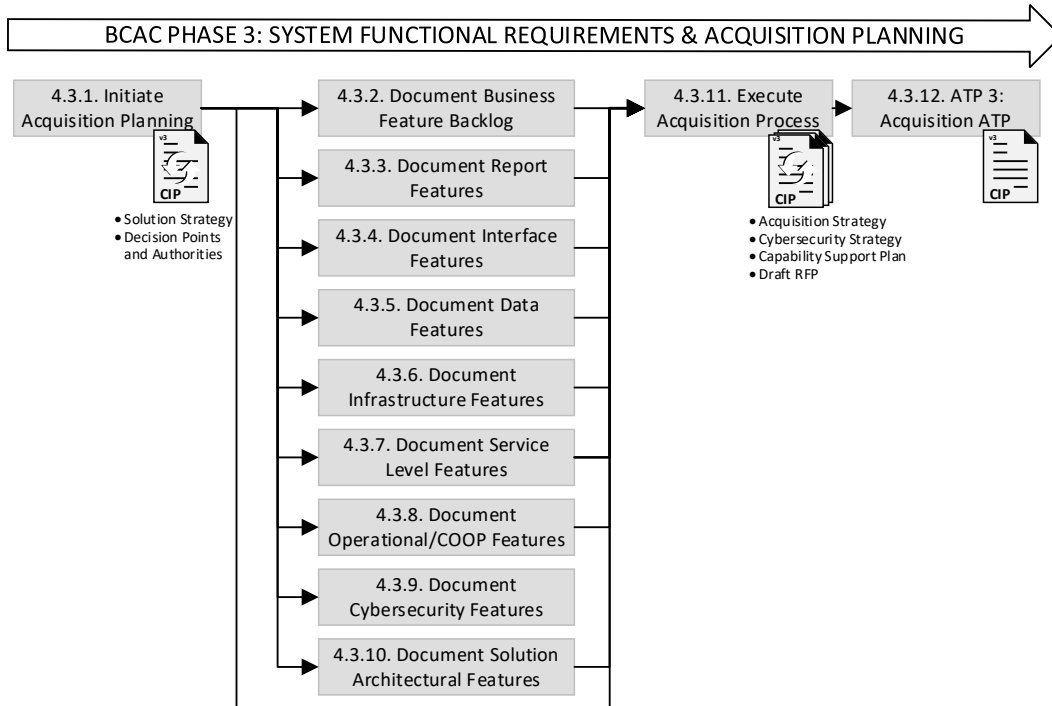 BCAC PHASE 3: SYSTEM FUNCTIONAL REQUIREMENTS & ACQUISITION PLANNING
4.3.1. Initiate
Acquisition Planning
v3
CIP
• Solution Strategy
• Decision Points
and Authorities
4.3.2. Document Business
Feature Backlog
4.3.3. Document Report
Features
4.3.4. Document Interface
Features
4.3.5. Document Data
Features
4.3.6. Document
Infrastructure Features
4.3.7. Document Service
Level Features
4.3.8. Document
Operational/COOP Features
4.3.9. Document
Cybersecurity Features
4.3.10. Document Solution
Architectural Features
4.3.11. Execute
Acquisition Process
v3
CIP
• Acquisition Strategy
• Cybersecurity Strategy
• Capability Support Plan
• Draft RFP
4.3.12. ATP 3:
Acquisition ATP
v3
CIP